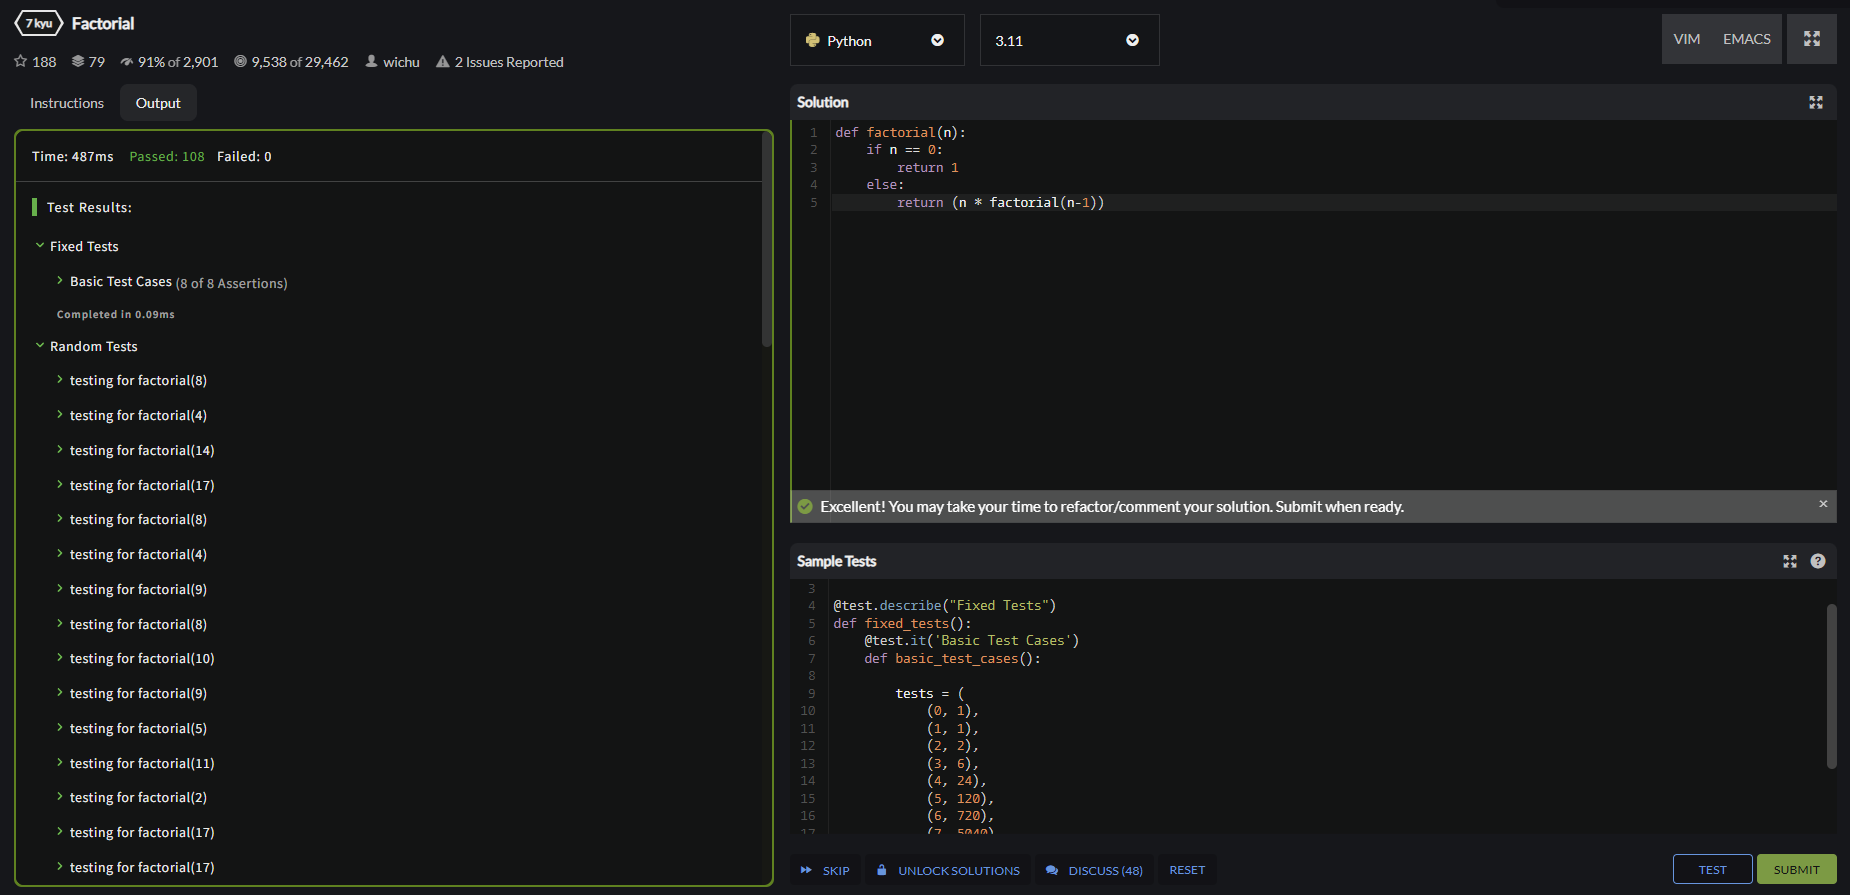 7 kyu Factorial
188 79 91% of 2,901 9,538 of 29,462 wichu 2 Issues Reported
Instructions Output
Time: 487ms Passed: 108 Failed: 0
Test Results:
Fixed Tests
Basic Test Cases (8 of 8 Assertions)
Completed in 0.09ms
Random Tests
testing for factorial(8)
testing for factorial(4)
testing for factorial(14)
testing for factorial(17)
testing for factorial(8)
testing for factorial(4)
testing for factorial(9)
testing for factorial(8)
testing for factorial(10)
testing for factorial(9)
testing for factorial(5)
testing for factorial(11)
testing for factorial(2)
testing for factorial(17)
testing for factorial(17)
Python 3.11 VIM EMACS
Solution
1 def factorial(n):
2     if n == 0:
3         return 1
4     else:
5         return (n * factorial(n-1))
Excellent! You may take your time to refactor/comment your solution. Submit when ready. ×
Sample Tests ?
3
4 @test.describe("Fixed Tests")
5 def fixed_tests():
6     @test.it('Basic Test Cases')
7     def basic_test_cases():
8
9         tests = (
10             (0, 1),
11             (1, 1),
12             (2, 2),
13             (3, 6),
14             (4, 24),
15             (5, 120),
16             (6, 720),
17             (7, 5040)
SKIP UNLOCK SOLUTIONS DISCUSS (48) RESET TEST SUBMIT